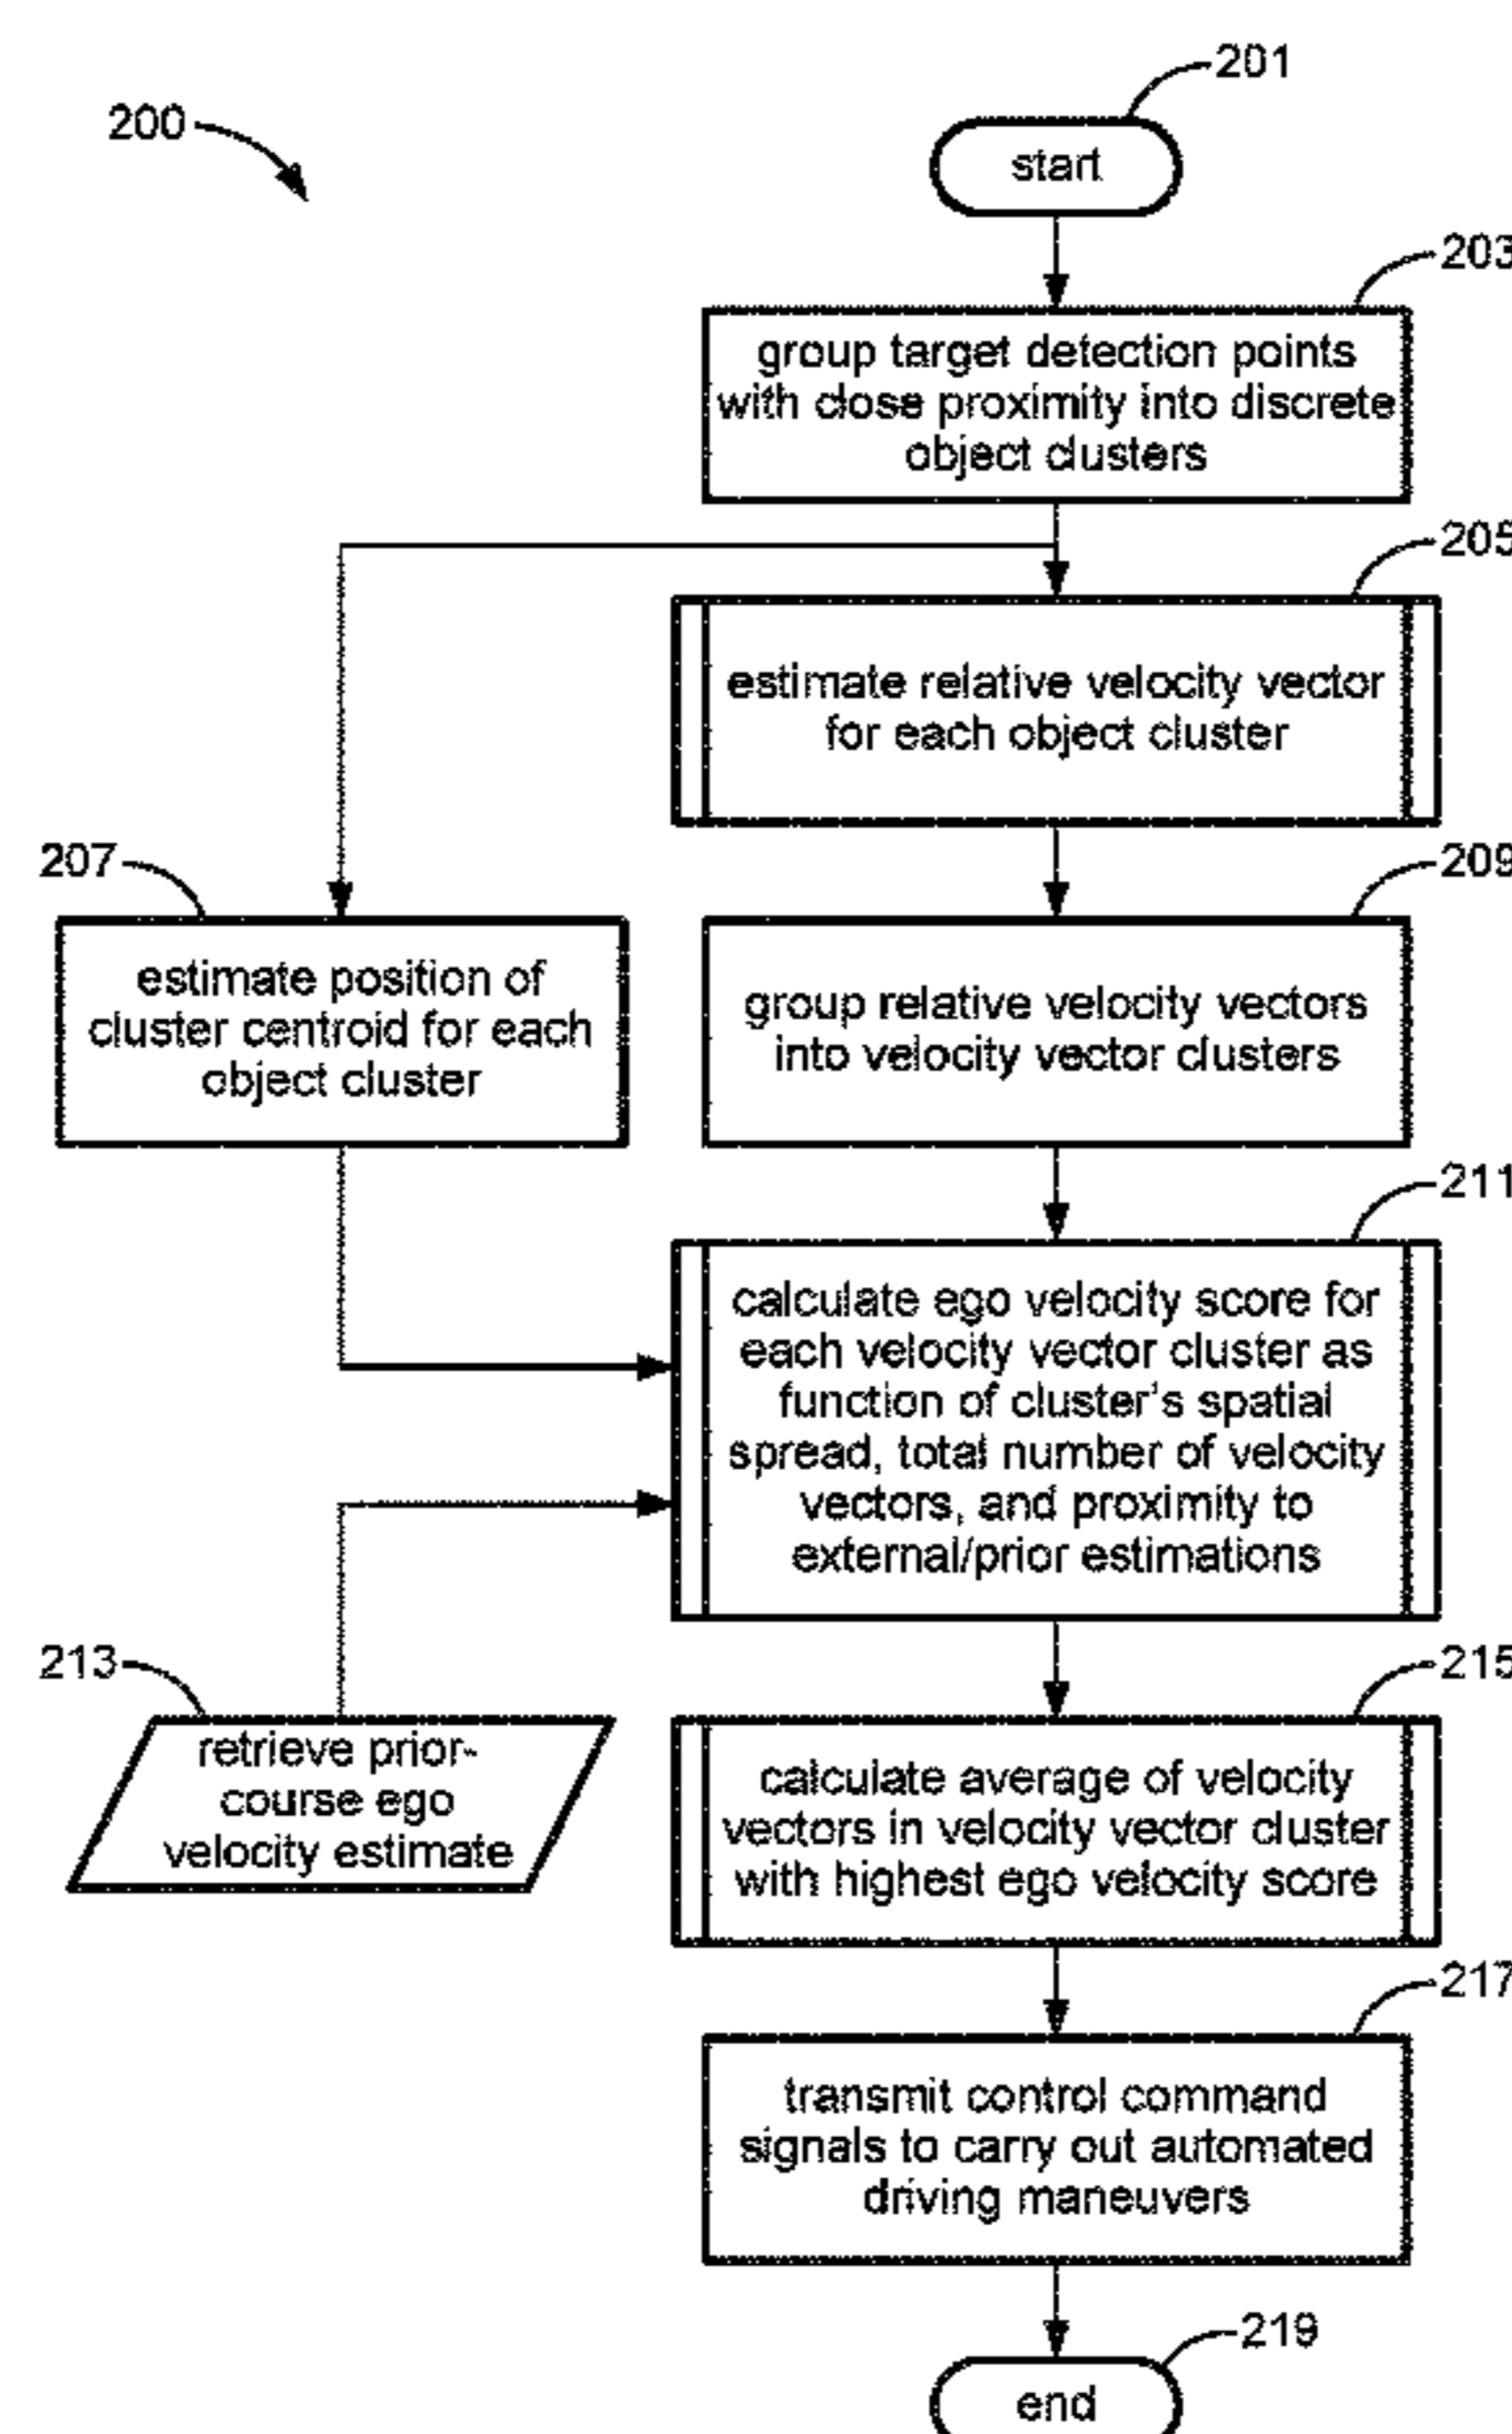 200
201
start
203
group target detection points
with close proximity into discrete
object clusters
205
estimate relative velocity vector
for each object cluster
207
estimate position of
cluster centroid for each
object cluster
209
group relative velocity vectors
into velocity vector clusters
211
calculate ego velocity score for
each velocity vector cluster as
function of cluster's spatial
spread, total number of velocity
vectors, and proximity to
external/prior estimations
213
retrieve prior-
course ego
velocity estimate
215
calculate average of velocity
vectors in velocity vector cluster
with highest ego velocity score
217
transmit control command
signals to carry out automated
driving maneuvers
219
end